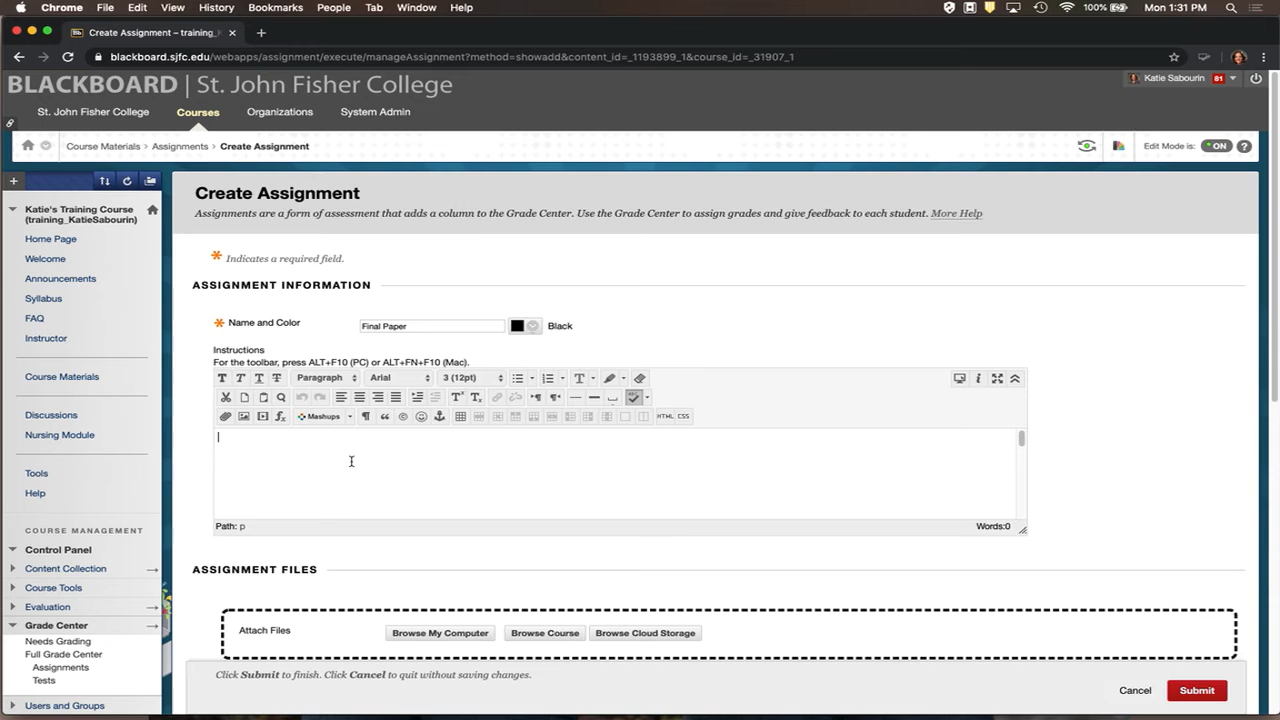 Chrome File Edit View History Bookmarks People Tab Window Help 100% Mon 1:31 PM
Create Assignment – training_K
blackboard.sjfc.edu/webapps/assignment/execute/manageAssignment?method=showadd&content_id=_1193899_1&course_id=_31907_1
BLACKBOARD | St. John Fisher College
Katie Sabourin 81
St. John Fisher College Courses Organizations System Admin
Course Materials Assignments Create Assignment Edit Mode is: ON ?
Katie's Training Course
(training_KatieSabourin)
Home Page
Welcome
Announcements
Syllabus
FAQ
Instructor
Course Materials
Discussions
Nursing Module
Tools
Help
COURSE MANAGEMENT
Control Panel
Content Collection
Course Tools
Evaluation
Grade Center
Needs Grading
Full Grade Center
Assignments
Tests
Users and Groups
Create Assignment
Assignments are a form of assessment that adds a column to the Grade Center. Use the Grade Center to assign grades and give feedback to each student. More Help
* Indicates a required field.
ASSIGNMENT INFORMATION
* Name and Color Final Paper Black
Instructions
For the toolbar, press ALT+F10 (PC) or ALT+FN+F10 (Mac).
T T T T Paragraph Arial 3 (12pt) T
Mashups HTML CSS
Path: p Words:0
ASSIGNMENT FILES
Attach Files Browse My Computer Browse Course Browse Cloud Storage
Click Submit to finish. Click Cancel to quit without saving changes.
Cancel Submit